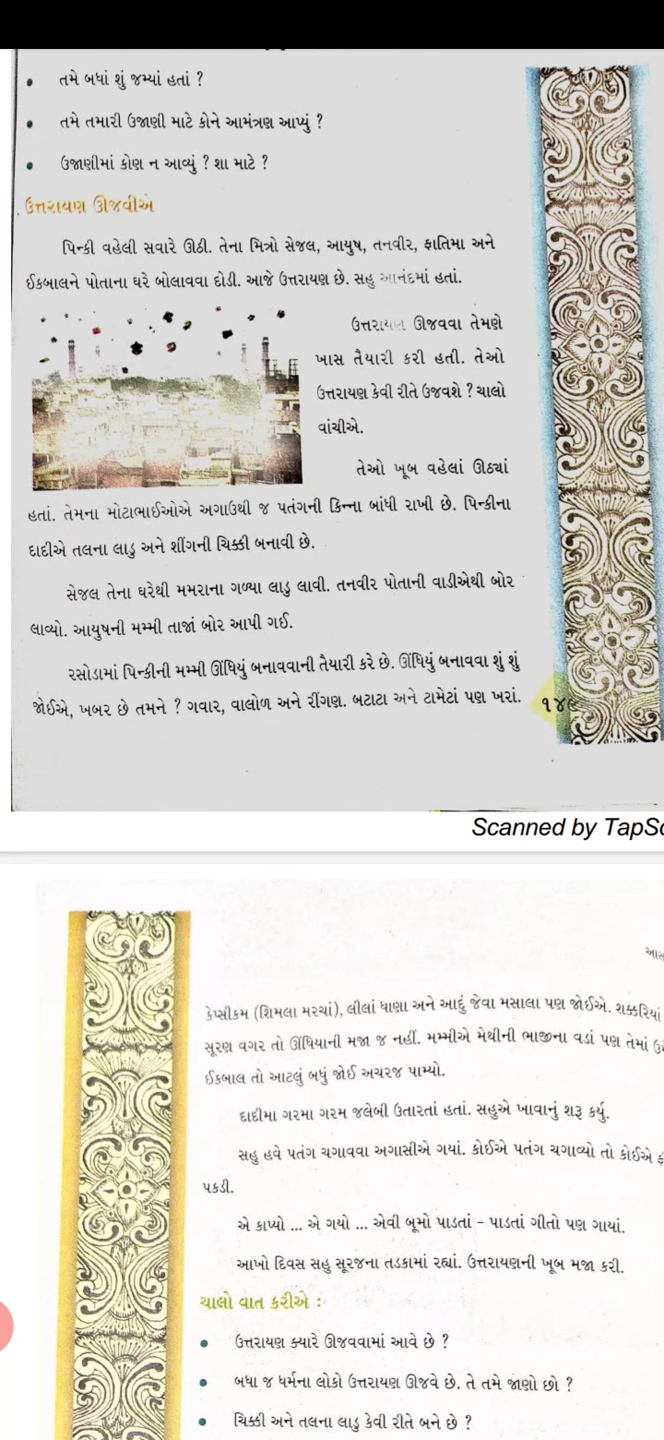 તમે બધાં શું જમ્યાં હતાં ?
તમે તમારી ઉજાણી માટે કોને આમંત્રણ આપ્યું ?
ઉજાણીમાં કોણ ન આવ્યું ? શા માટે ?
ઉત્તરાયણ ઊજવીએ
પિન્કી વહેલી સવારે ઊઠી. તેના મિત્રો સેજલ, આયુષ, તનવીર, ફાતિમા અને
ઈકબાલને પોતાના ઘરે બોલાવવા દોડી. આજે ઉત્તરાયણ છે. સહુ આનંદમાં હતાં.
ઉત્તરાયણ ઊજવવા તેમણે
ખાસ તૈયારી કરી હતી. તેઓ
ઉત્તરાયણ કેવી રીતે ઉજવશે ? ચાલો
વાંચીએ.
તેઓ ખૂબ વહેલાં ઊઠ્યાં
હતાં. તેમના મોટાભાઈઓએ અગાઉથી જ પતંગની કિન્ના બાંધી રાખી છે. પિન્કીના
દાદીએ તલના લાડુ અને શીંગની ચિક્કી બનાવી છે.
સેજલ તેના ઘરેથી મમરાના ગળ્યા લાડુ લાવી. તનવીર પોતાની વાડીએથી બોર
લાવ્યો. આયુષની મમ્મી તાજાં બોર આપી ગઈ.
રસોડામાં પિન્કીની મમ્મી ઊંધિયું બનાવવાની તૈયારી કરે છે. ઊંધિયું બનાવવા શું શું
જોઈએ, ખબર છે તમને ? ગવાર, વાલોળ અને રીંગણ. બટાટા અને ટામેટાં પણ ખરાં.
૧૪૯
Scanned by TapSc
આસ
કેપ્સીકમ (શિમલા મરચાં), લીલાં ધાણા અને આદું જેવા મસાલા પણ જોઈએ. શક્કરિયાં
સૂરણ વગર તો ઊંધિયાની મજા જ નહીં. મમ્મીએ મેથીની ભાજીના વડાં પણ તેમાં
ઈકબાલ તો આટલું બધું જોઈ અચરજ પામ્યો.
દાદીમા ગરમા ગરમ જલેબી ઉતારતાં હતાં. સહુએ ખાવાનું શરૂ કર્યુ.
સહુ હવે પતંગ ચગાવવા અગાસીએ ગયાં. કોઈએ પતંગ ચગાવ્યો તો કોઈએ
પકડી.
એ કાપ્યો ... એ ગયો ... એવી બૂમો પાડતાં - પાડતાં ગીતો પણ ગાયાં.
આખો દિવસ સહુ સૂરજના તડકામાં રહ્યાં. ઉત્તરાયણની ખૂબ મજા કરી.
ચાલો વાત કરીએ :
ઉત્તરાયણ ક્યારે ઊજવવામાં આવે છે ?
બધા જ ધર્મના લોકો ઉત્તરાયણ ઊજવે છે. તે તમે જાણો છો ?
ચિક્કી અને તલના લાડુ કેવી રીતે બને છે ?